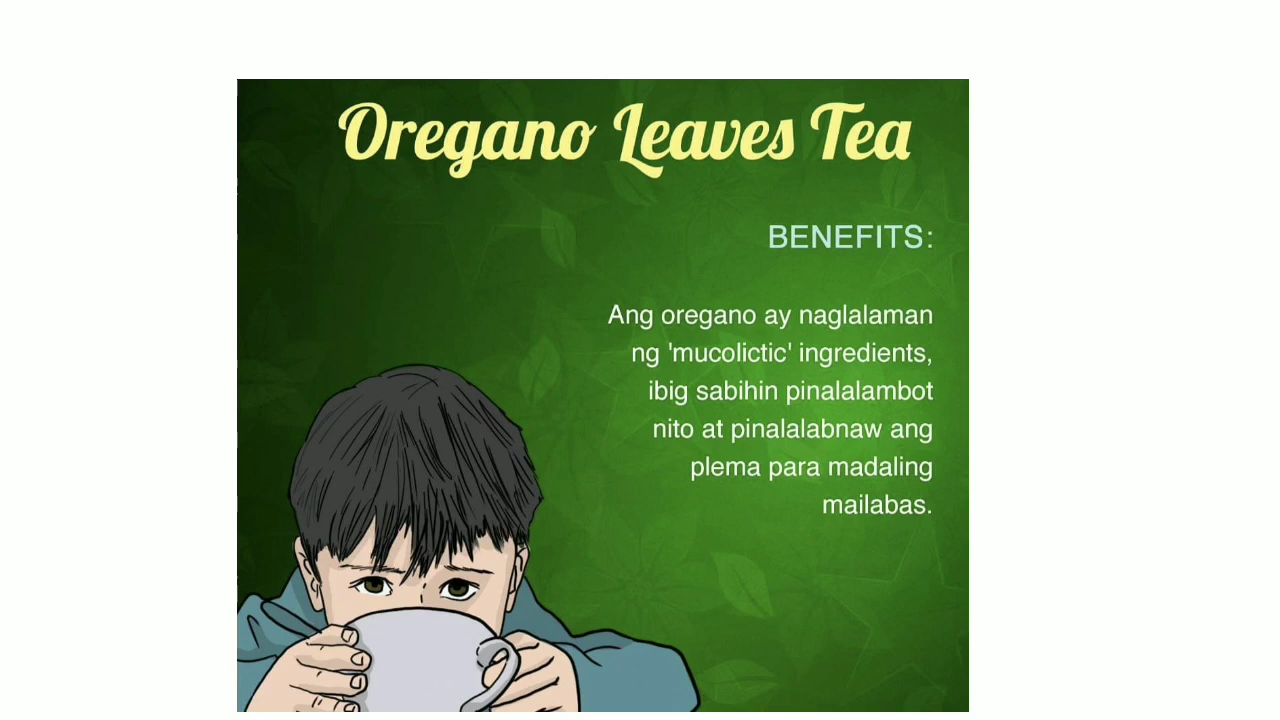 Oregano Leaves Tea
BENEFITS:
Ang oregano ay naglalaman
ng 'mucolictic' ingredients,
ibig sabihin pinalalambot
nito at pinalalabnaw ang
plema para madaling
mailabas.